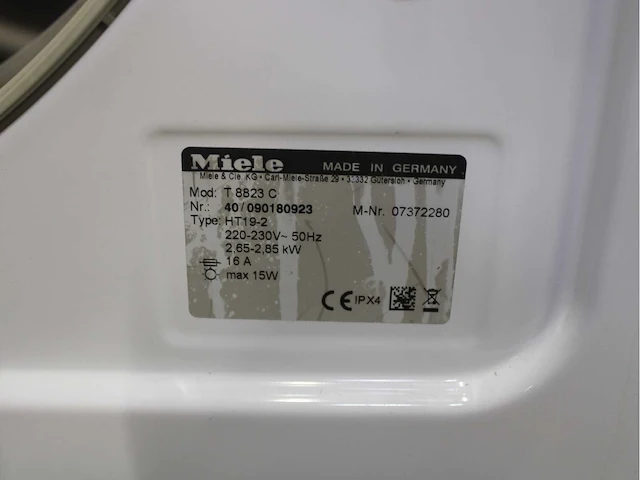 Miele MADE IN GERMANY
Miele & Cie. KG • Carl-Miele-Straße 29 • 33332 Gütersloh • Germany
Mod: T 8823 C
Nr.: 40/090180923 M-Nr. 07372280
Type: HT19-2
220-230V~ 50Hz
2,65-2,85 kW
16 A
max 15W
CE IPX4